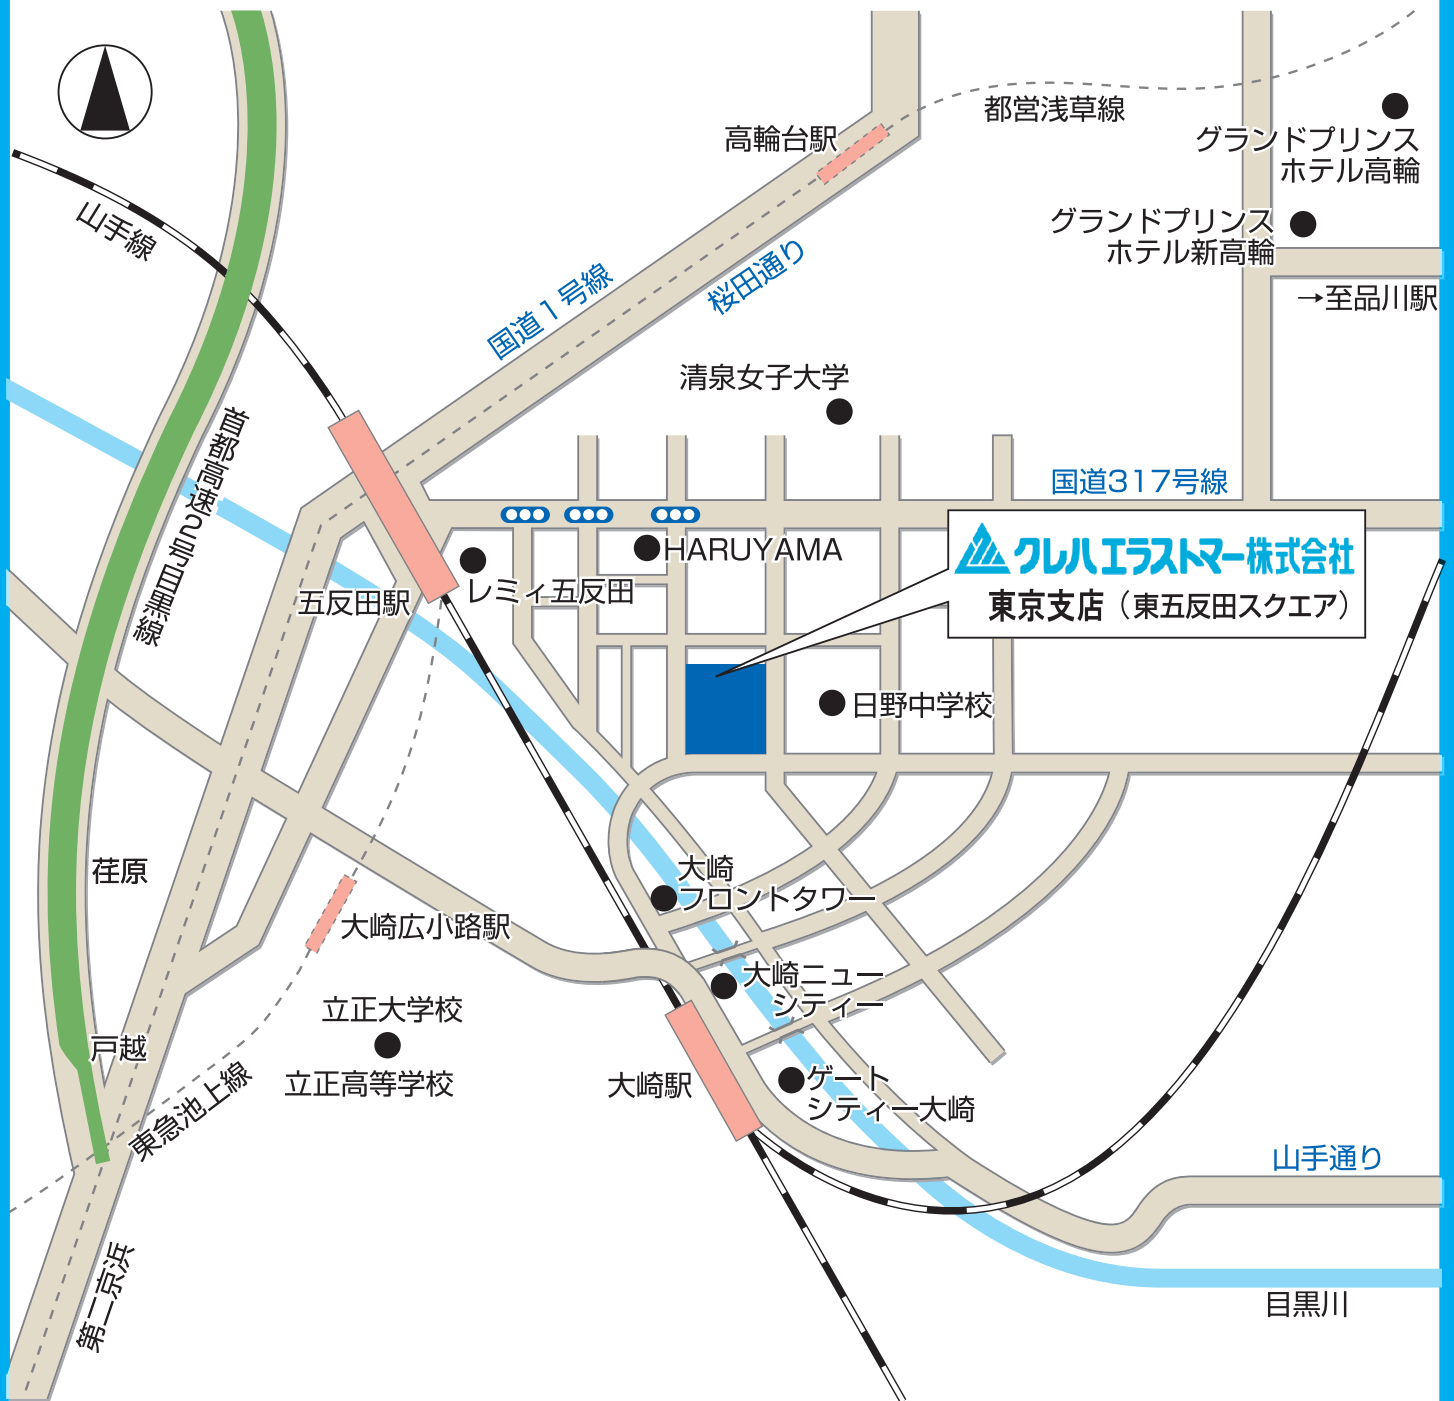 都営浅草線
高輪台駅
グランドプリンス
ホテル高輪
グランドプリンス
ホテル新高輪
→至品川駅
山手線
国道1号線
桜田通り
清泉女子大学
首都高速2号目黒線
国道317号線
HARUYAMA
レミィ五反田
五反田駅
クレハエラストマー株式会社
東京支店（東五反田スクエア）
日野中学校
荏原
大崎
フロントタワー
大崎広小路駅
大崎ニュー
シティー
立正大学校
立正高等学校
戸越
東急池上線
大崎駅
ゲート
シティー大崎
山手通り
第二京浜
目黒川